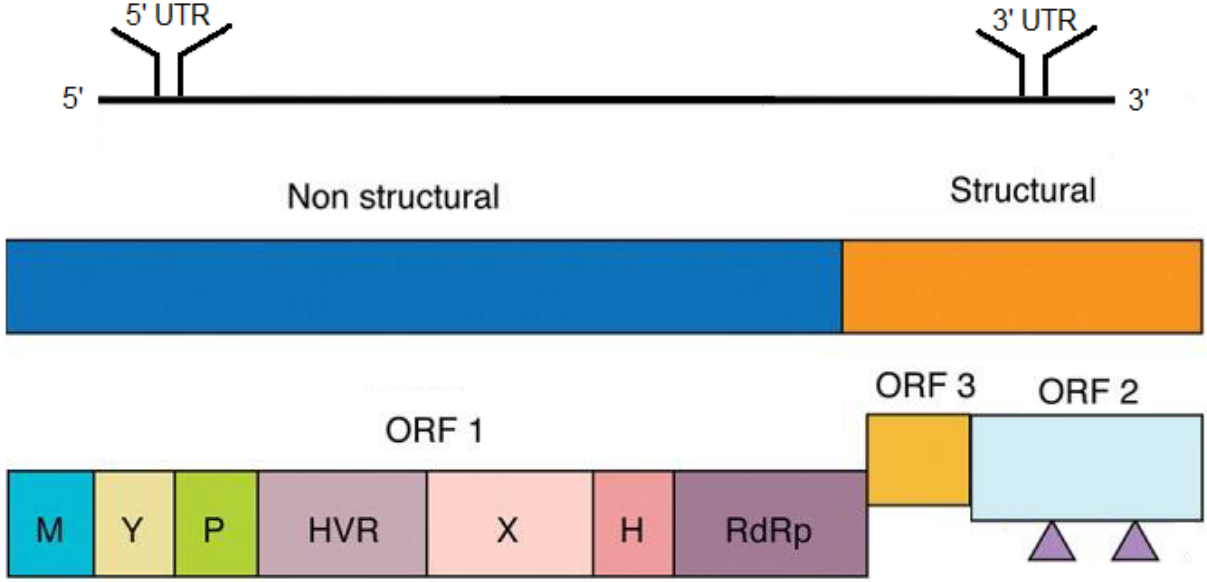 5' UTR
3' UTR
5'
3'
Non structural
Structural
ORF 3
ORF 2
ORF 1
M
Y
P
HVR
X
H
RdRp